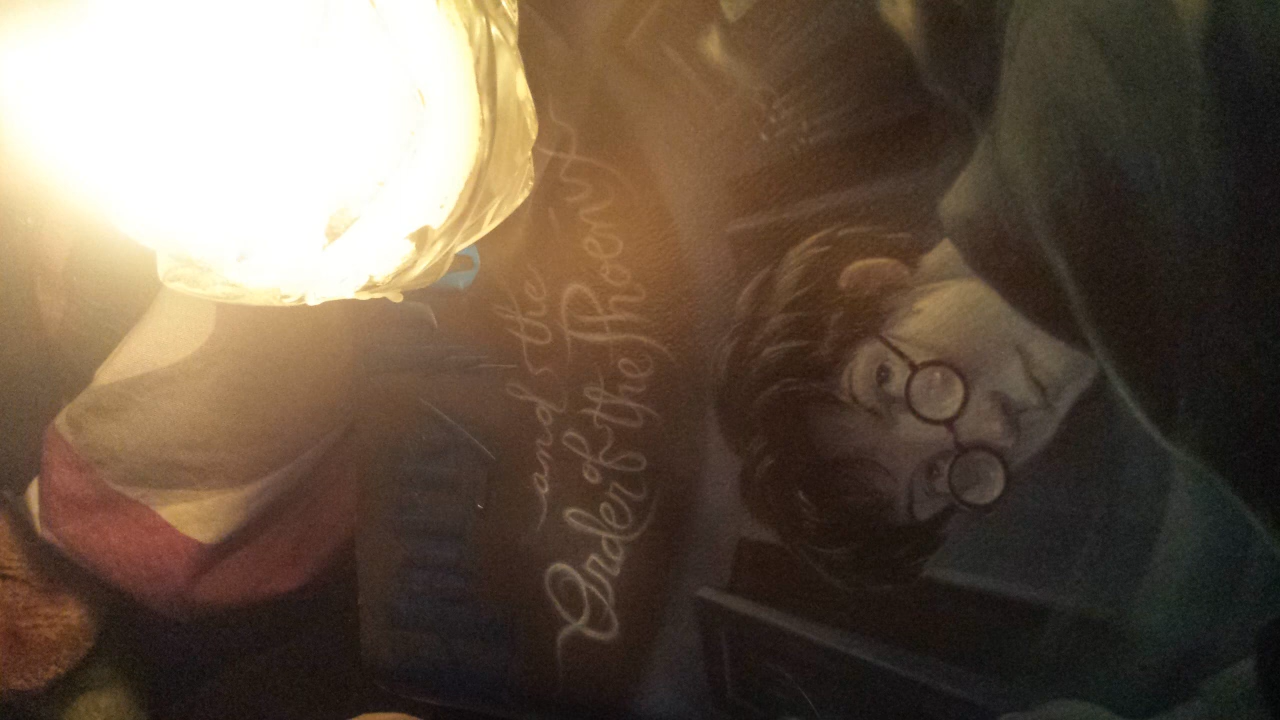 and the
Order of the Phoenix